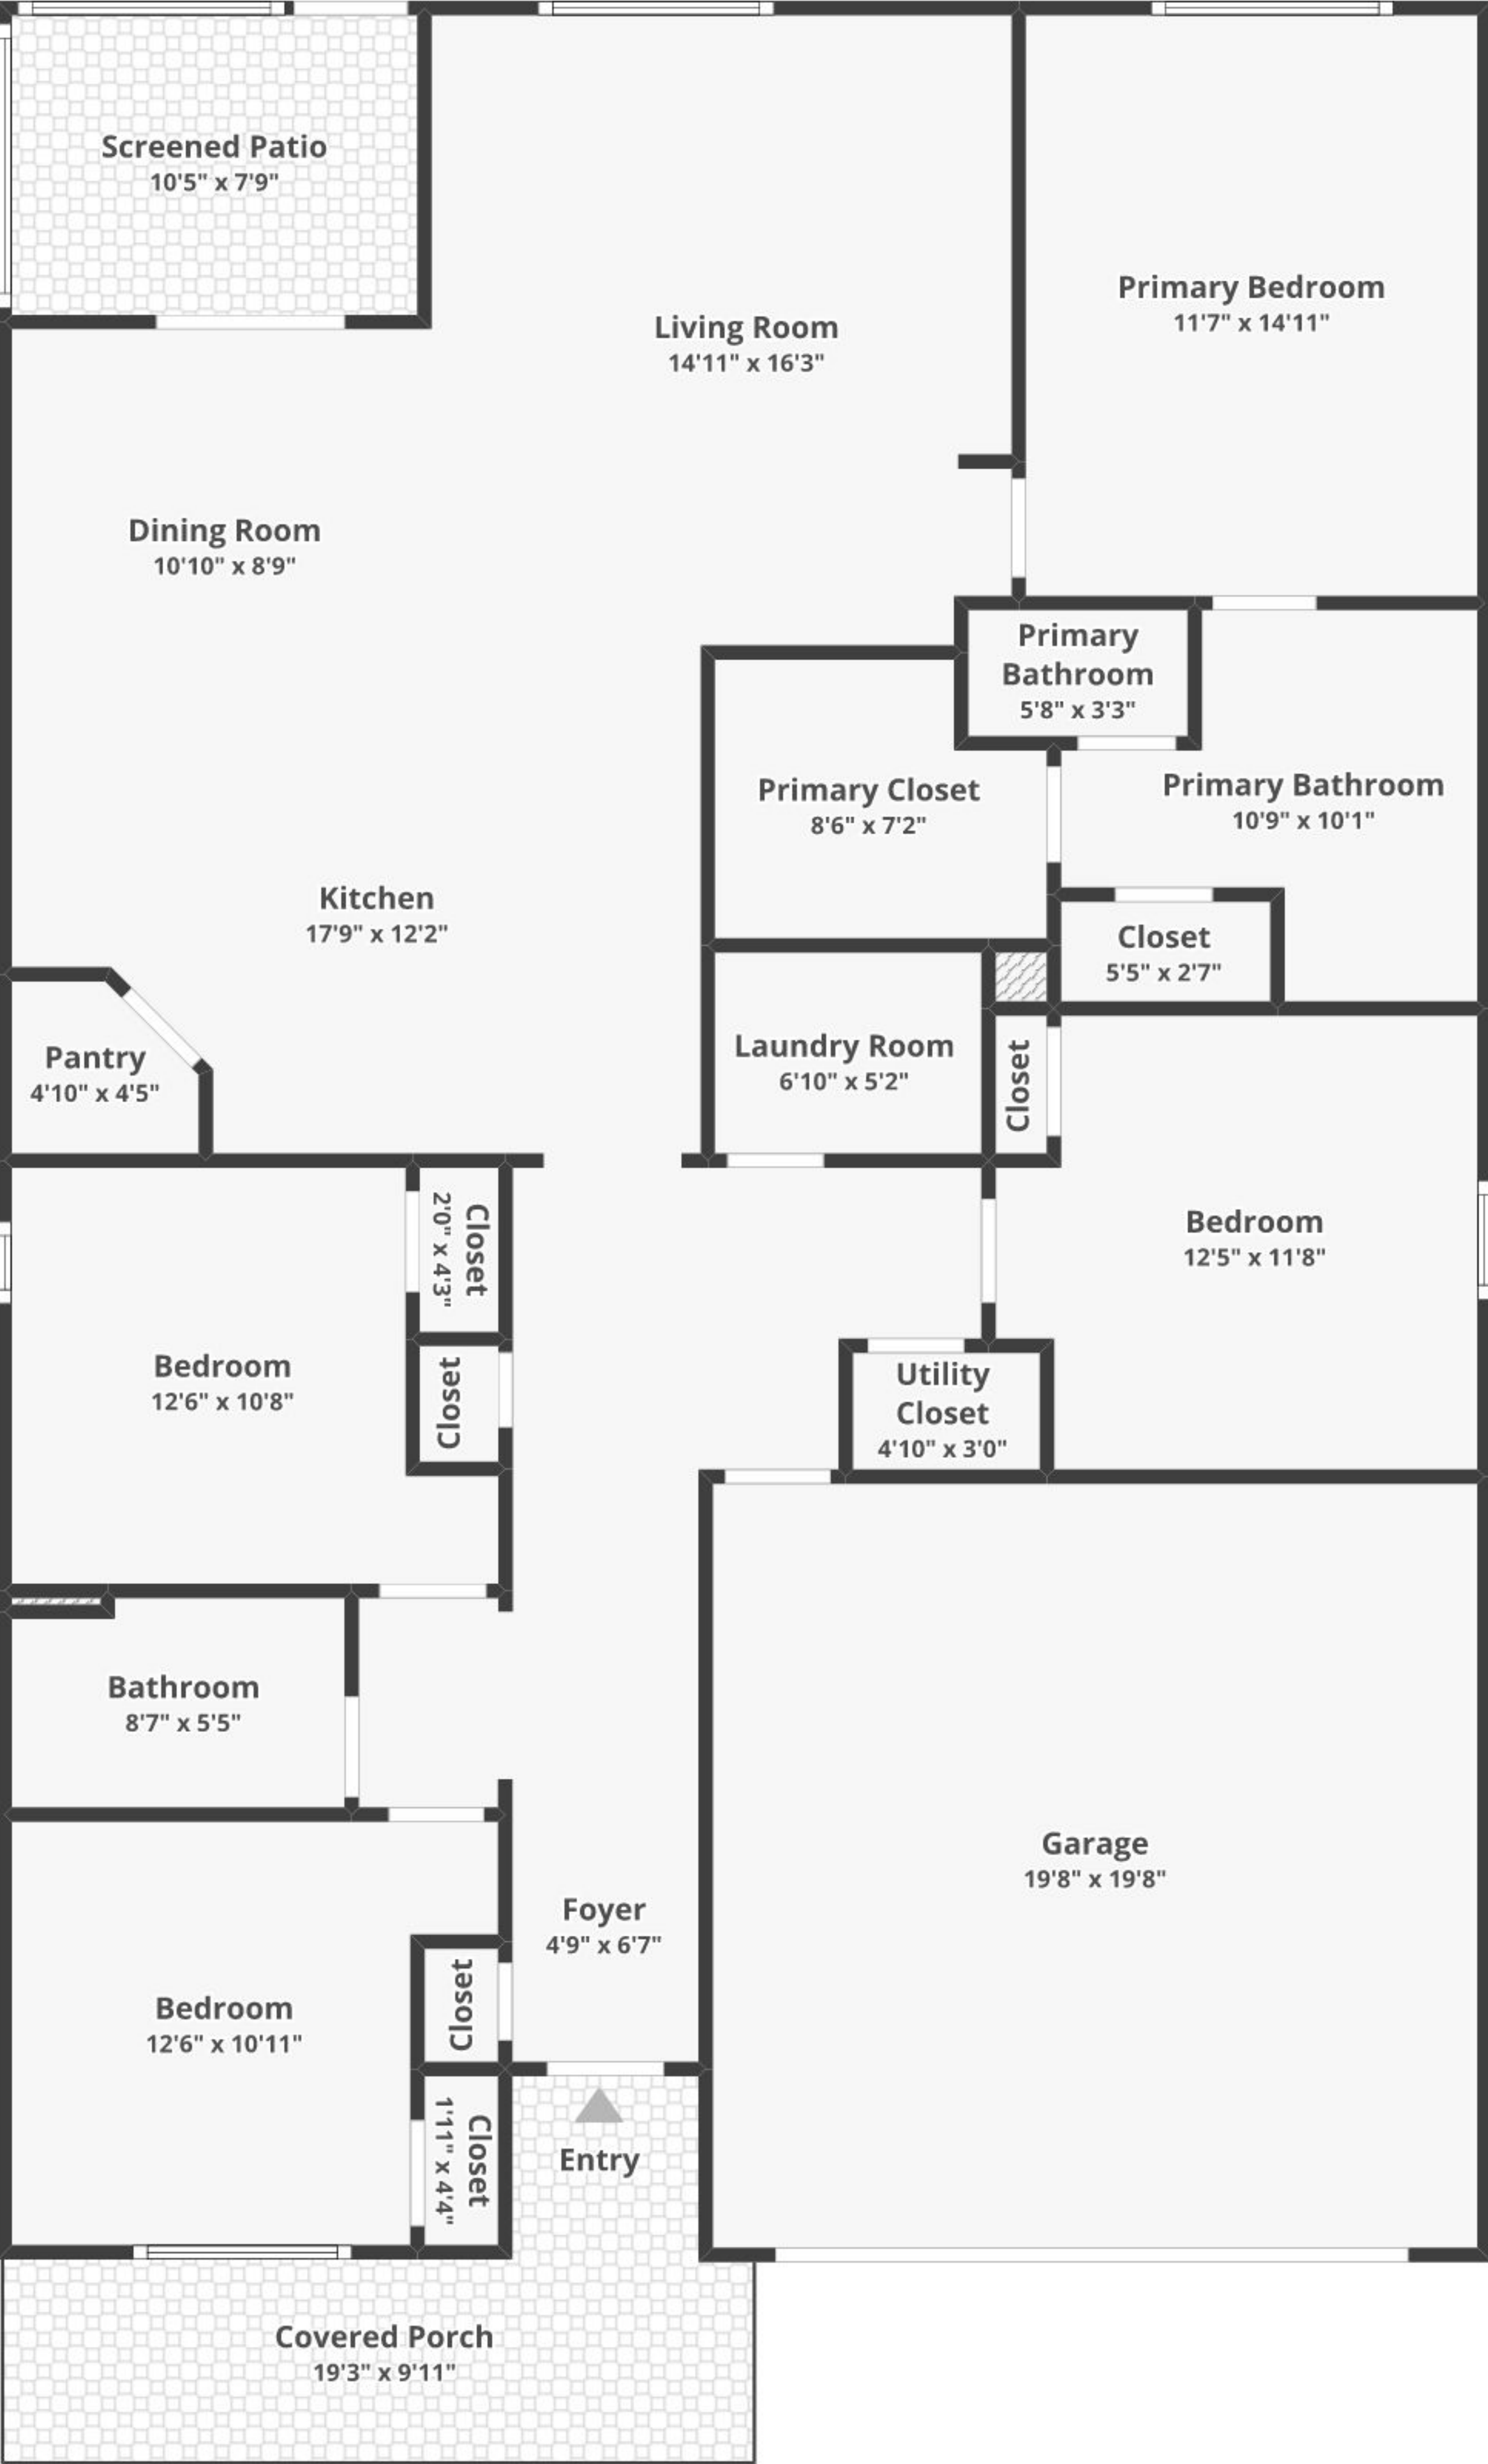 Screened Patio
10'5" x 7'9"
Primary Bedroom
11'7" x 14'11"
Living Room
14'11" x 16'3"
Dining Room
10'10" x 8'9"
Primary
Bathroom
5'8" x 3'3"
Primary Closet
8'6" x 7'2"
Primary Bathroom
10'9" x 10'1"
Kitchen
17'9" x 12'2"
Closet
5'5" x 2'7"
Pantry
4'10" x 4'5"
Laundry Room
6'10" x 5'2"
Closet
Closet
2'0" x 4'3"
Bedroom
12'5" x 11'8"
Bedroom
12'6" x 10'8"
Closet
Utility
Closet
4'10" x 3'0"
Bathroom
8'7" x 5'5"
Garage
19'8" x 19'8"
Foyer
4'9" x 6'7"
Closet
Bedroom
12'6" x 10'11"
Closet
1'11" x 4'4"
Entry
Covered Porch
19'3" x 9'11"